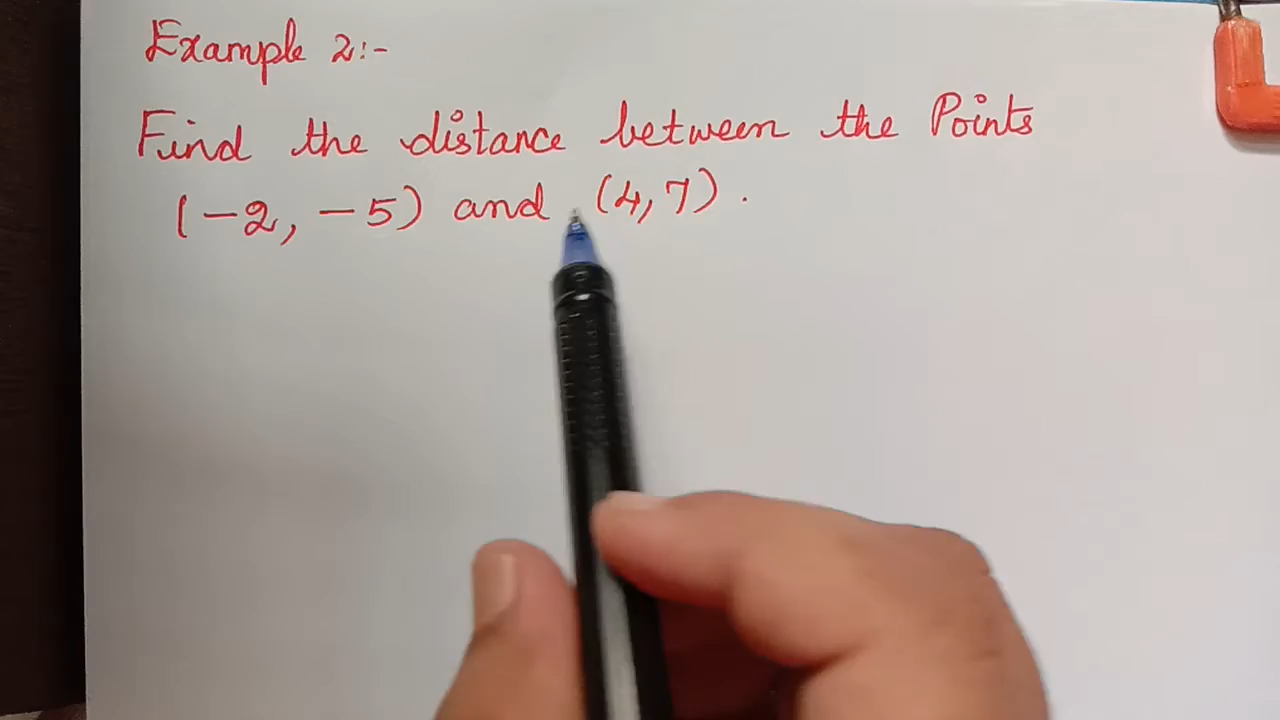 Example 2:-
Find the distance between the Points
(-2, -5) and (4, 7).